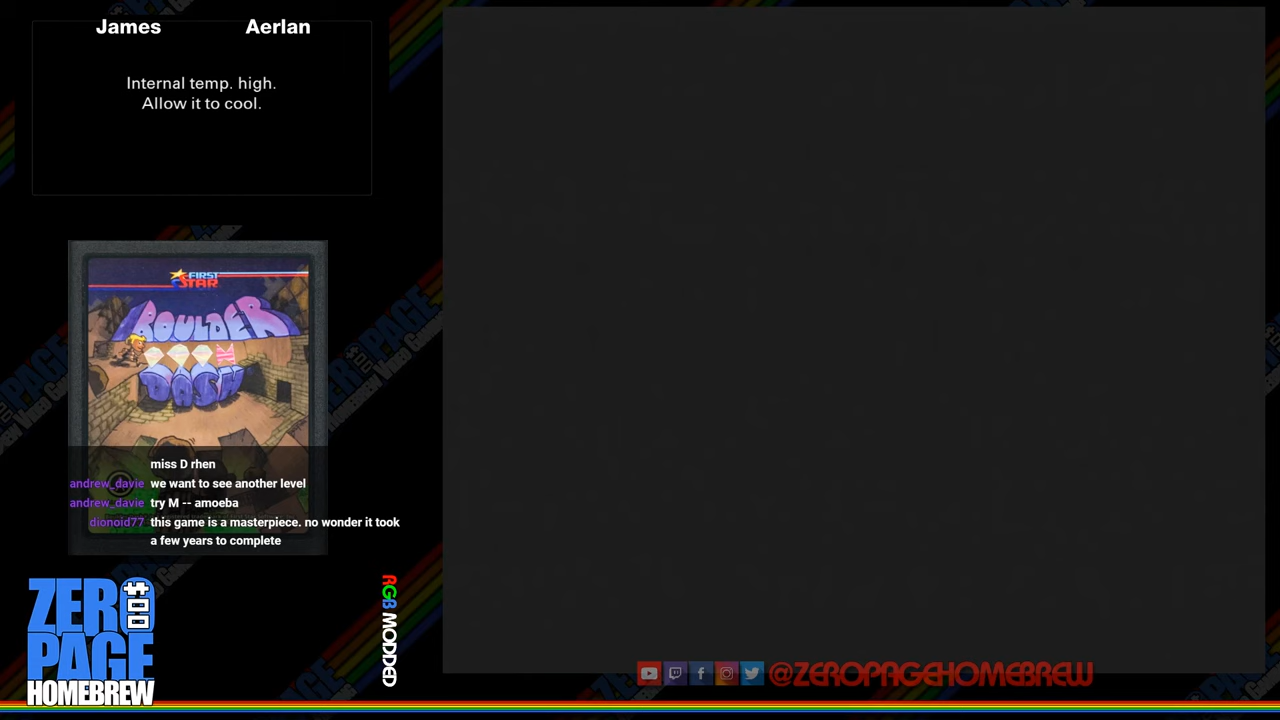 James Aerlan
Internal temp. high.
Allow it to cool.
FIRST
STAR
BOULDER
DASH
miss D rhen
andrew_davie we want to see another level
andrew_davie try M -- amoeba
dionoid77 this game is a masterpiece. no wonder it took
a few years to complete
ZERO
PAGE
HOMEBREW
RGB MODDED
@ZEROPAGEHOMEBREW